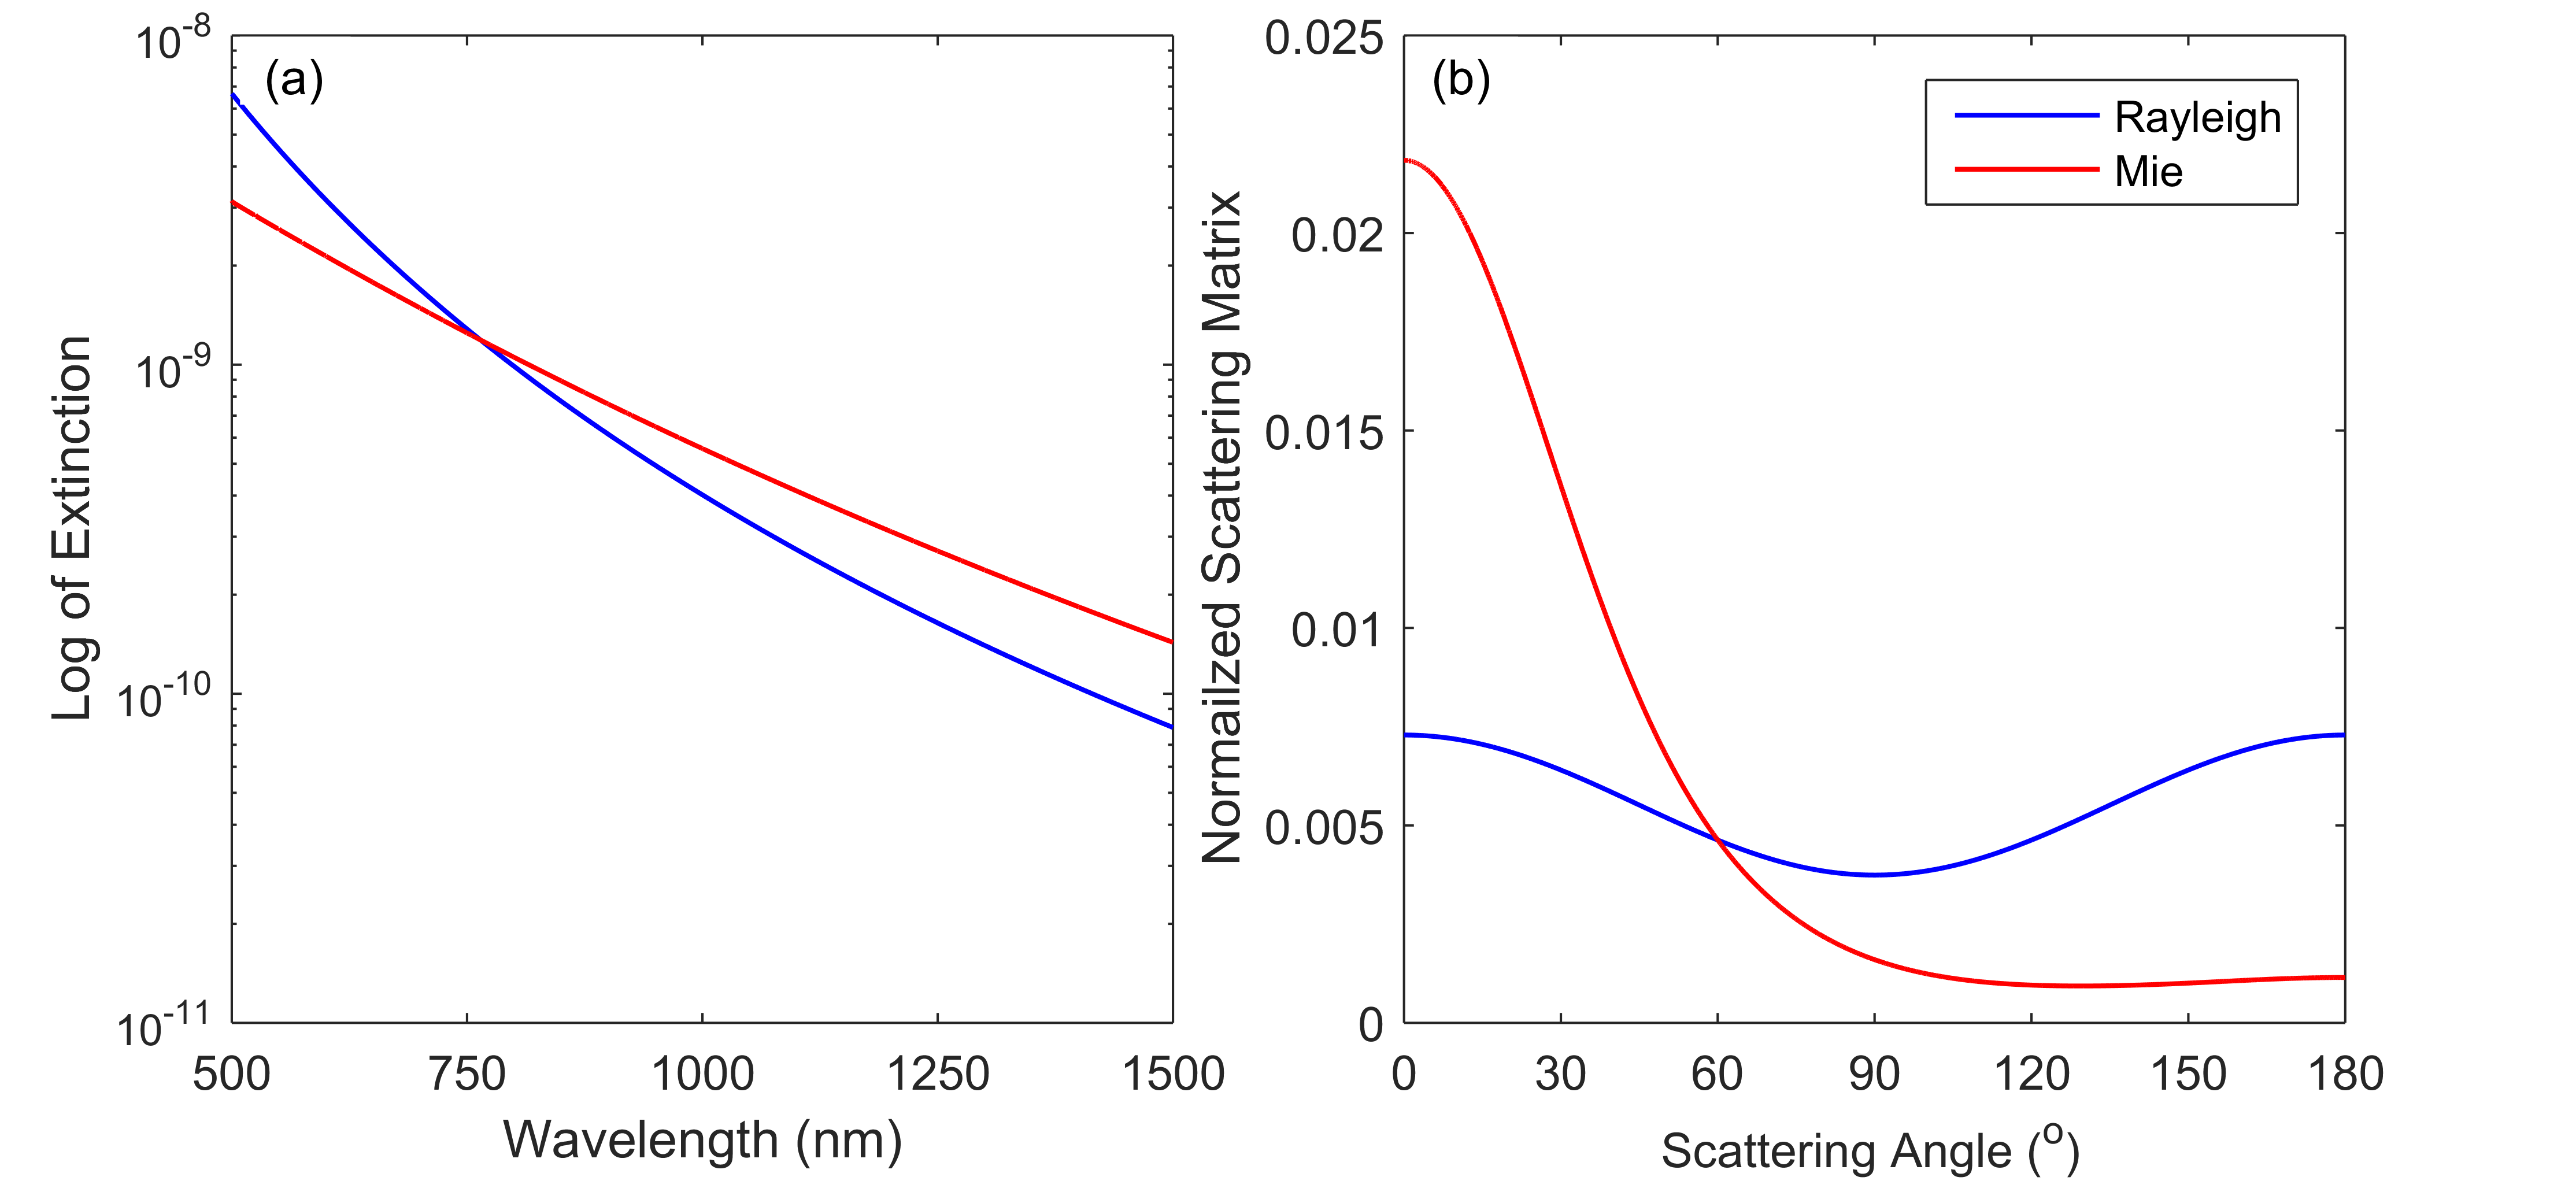 (a)
10-8
10-9
10-10
10-11
Log of Extinction
500 750 1000 1250 1500
Wavelength (nm)
(b)
Rayleigh
Mie
0.025
0.02
0.015
0.01
0.005
0
Normailzed Scattering Matrix
0 30 60 90 120 150 180
Scattering Angle (o)